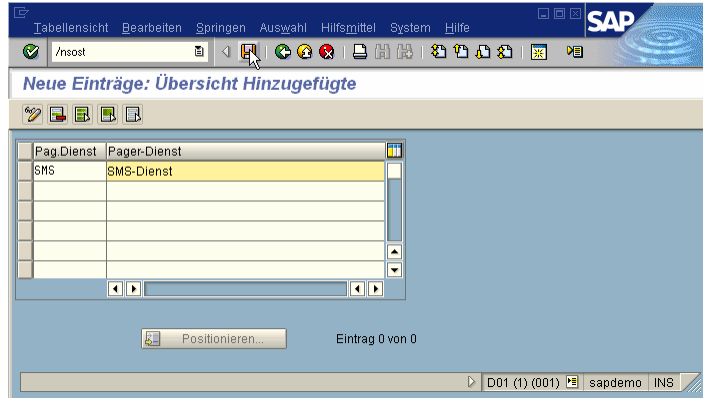 Tabellensicht Bearbeiten Springen Auswahl Hilfsmittel System Hilfe
SAP
/nsost
Neue Einträge: Übersicht Hinzugefügte
Pag.Dienst Pager-Dienst
SMS SMS-Dienst
Positionieren... Eintrag 0 von 0
D01 (1) (001) sapdemo INS